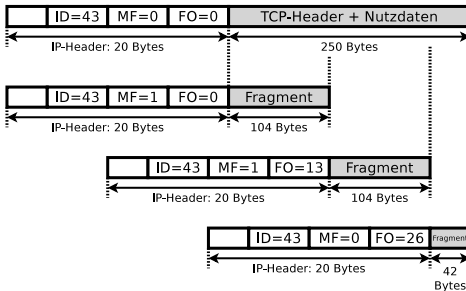 ID=43 MF=0 FO=0 TCP-Header + Nutzdaten
IP-Header: 20 Bytes 250 Bytes
ID=43 MF=1 FO=0 Fragment
IP-Header: 20 Bytes 104 Bytes
ID=43 MF=1 FO=13 Fragment
IP-Header: 20 Bytes 104 Bytes
ID=43 MF=0 FO=26 Fragment
IP-Header: 20 Bytes 42
Bytes